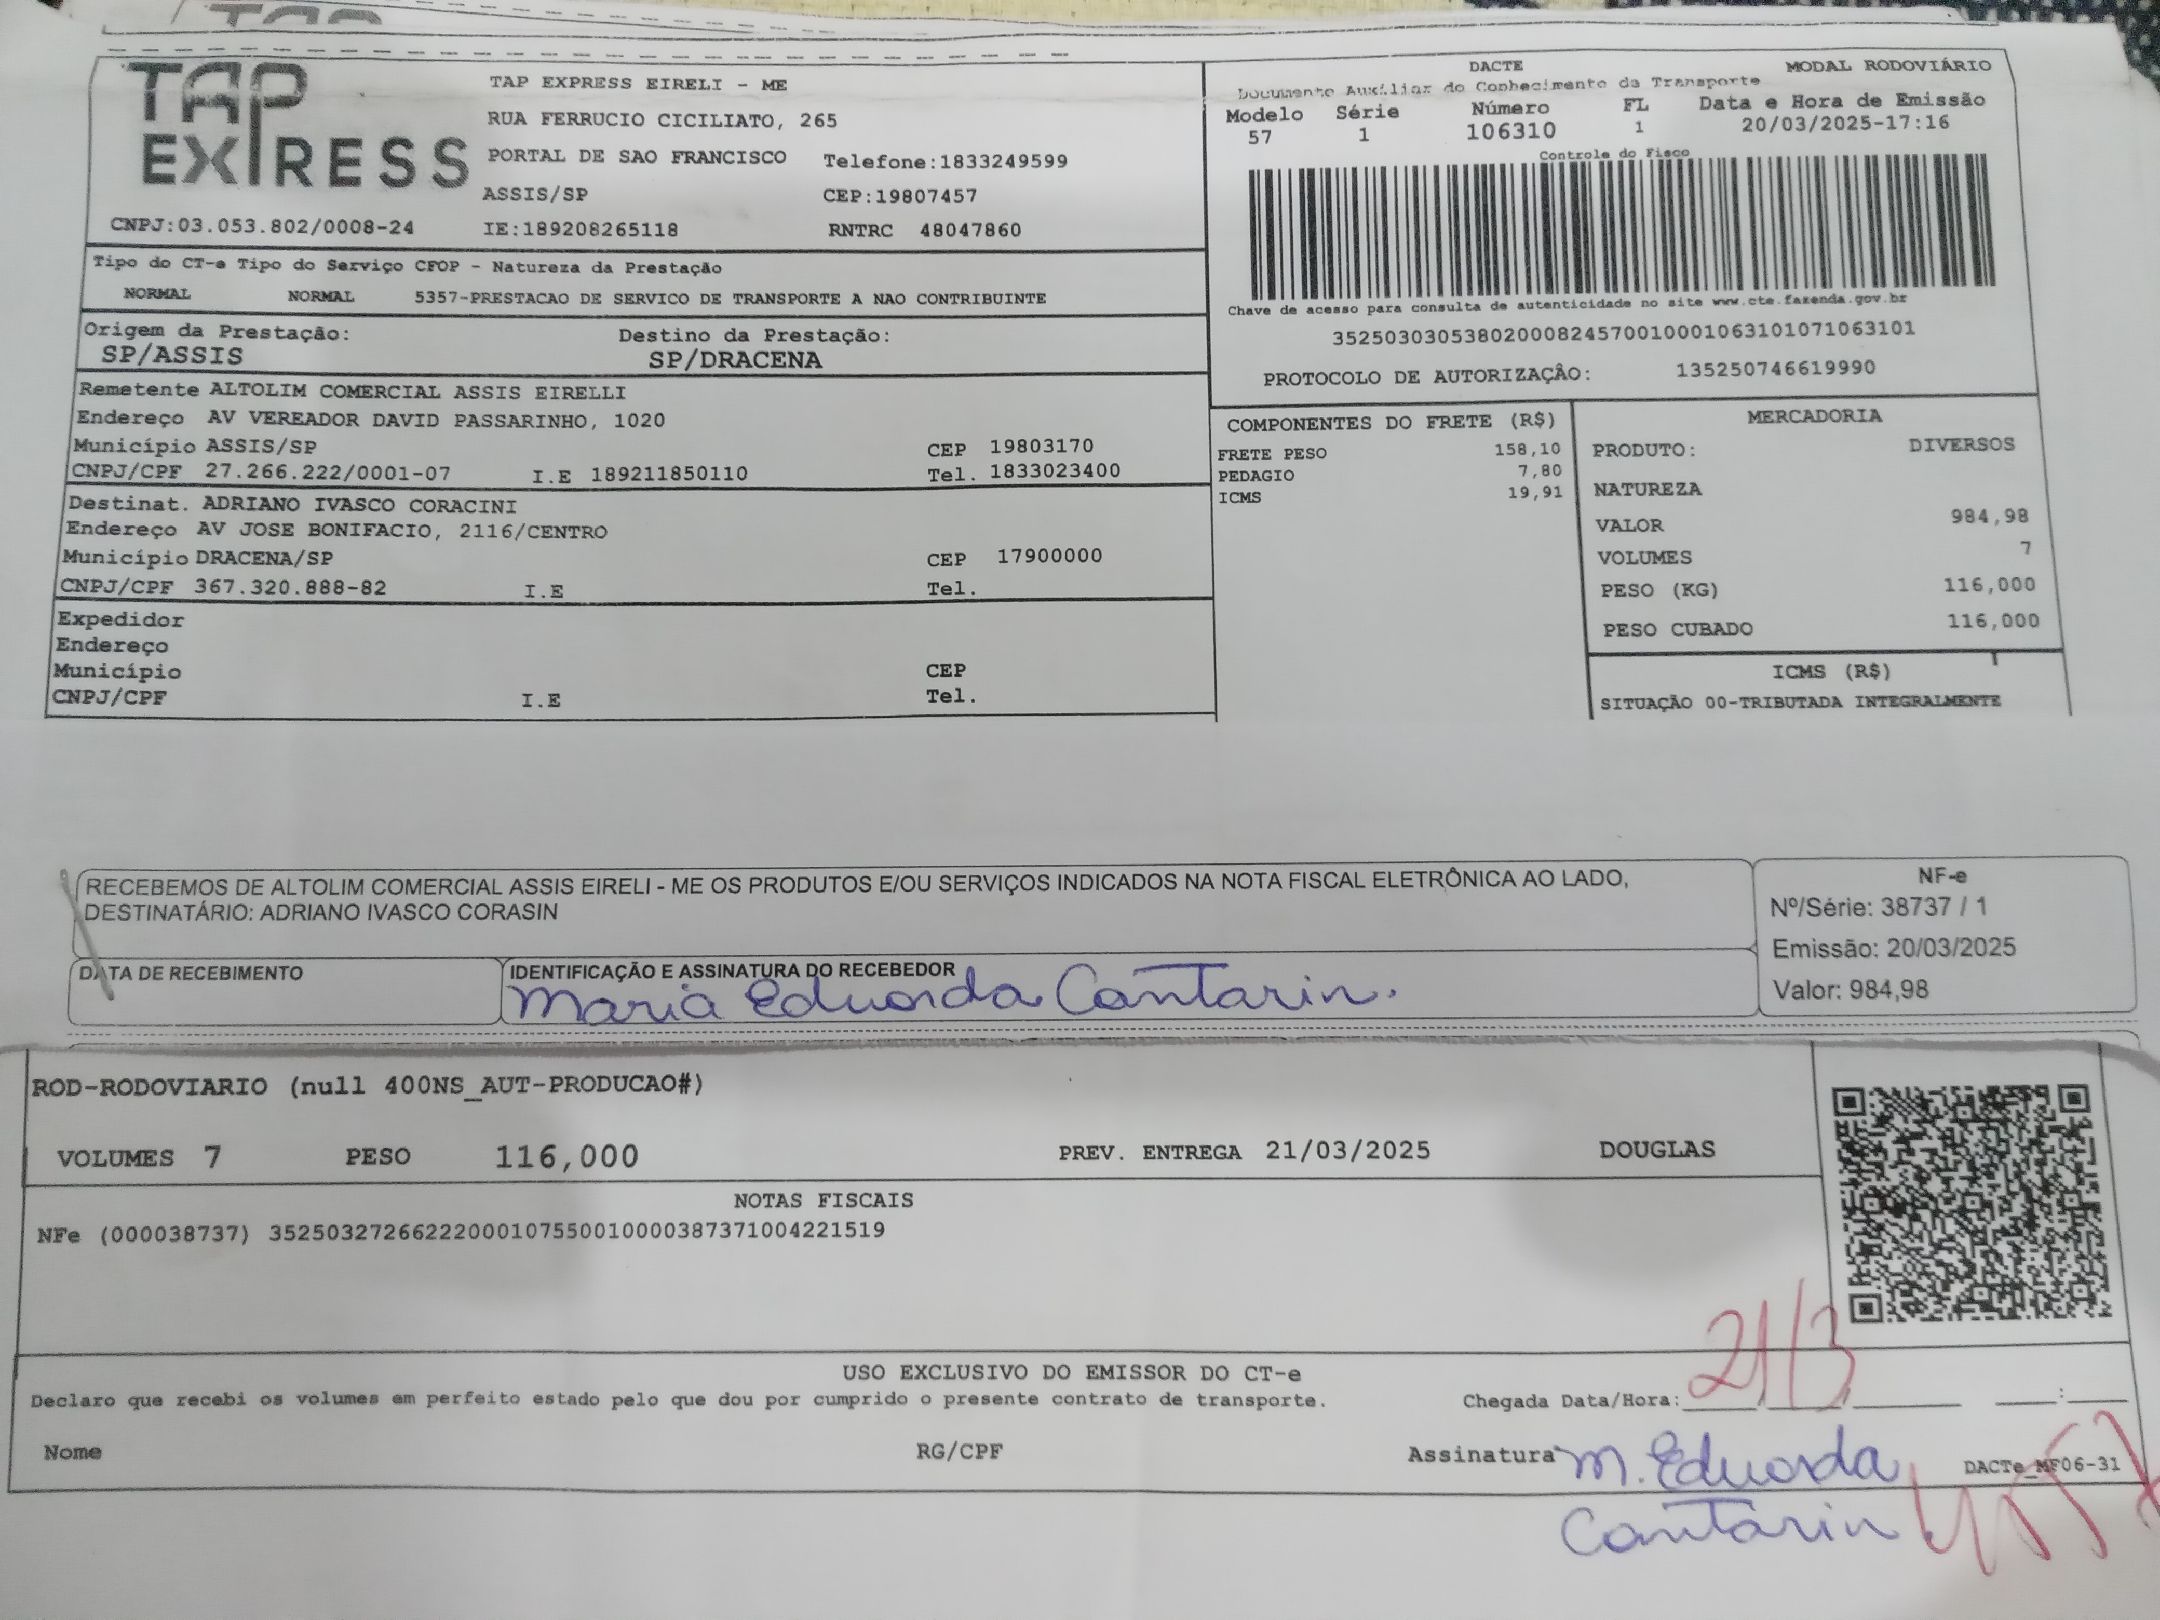 TAP
EXPRESS
TAP EXPRESS EIRELI - ME
RUA FERRUCIO CICILIATO, 265
PORTAL DE SAO FRANCISCO Telefone:1833249599
ASSIS/SP CEP:19807457
CNPJ:03.053.802/0008-24 IE:189208265118 RNTRC 48047860
DACTE MODAL RODOVIÁRIO
Documento Auxiliar do Conhecimento da Transporte
Modelo Série Número FL Data e Hora de Emissão
57 1 106310 1 20/03/2025-17:16
Controle do Fisco
Chave de acesso para consulta de autenticidade no site www.cte.fazenda.gov.br
35250303053802000824570010001063101071063101
PROTOCOLO DE AUTORIZAÇÃO: 135250746619990
Tipo do CT-e Tipo do Serviço CFOP - Natureza da Prestação
NORMAL NORMAL 5357-PRESTACAO DE SERVICO DE TRANSPORTE A NAO CONTRIBUINTE
Origem da Prestação: Destino da Prestação:
SP/ASSIS SP/DRACENA
Remetente ALTOLIM COMERCIAL ASSIS EIRELLI
Endereço AV VEREADOR DAVID PASSARINHO, 1020
Município ASSIS/SP CEP 19803170
CNPJ/CPF 27.266.222/0001-07 I.E 189211850110 Tel. 1833023400
Destinat. ADRIANO IVASCO CORACINI
Endereço AV JOSE BONIFACIO, 2116/CENTRO
Município DRACENA/SP CEP 17900000
CNPJ/CPF 367.320.888-82 I.E Tel.
Expedidor
Endereço
Município CEP
CNPJ/CPF I.E Tel.
COMPONENTES DO FRETE (R$)
FRETE PESO 158,10
PEDAGIO 7,80
ICMS 19,91
MERCADORIA
PRODUTO: DIVERSOS
NATUREZA
VALOR 984,98
VOLUMES 7
PESO (KG) 116,000
PESO CUBADO 116,000
ICMS (R$)
SITUAÇÃO 00-TRIBUTADA INTEGRALMENTE
RECEBEMOS DE ALTOLIM COMERCIAL ASSIS EIRELI - ME OS PRODUTOS E/OU SERVIÇOS INDICADOS NA NOTA FISCAL ELETRÔNICA AO LADO,
DESTINATÁRIO: ADRIANO IVASCO CORASIN
DATA DE RECEBIMENTO IDENTIFICAÇÃO E ASSINATURA DO RECEBEDOR
Maria Eduarda Cantarin.
NF-e
Nº/Série: 38737 / 1
Emissão: 20/03/2025
Valor: 984,98
ROD-RODOVIARIO (null 400NS_AUT-PRODUCAO#)
VOLUMES 7 PESO 116,000 PREV. ENTREGA 21/03/2025 DOUGLAS
NOTAS FISCAIS
NFe (000038737) 35250327266222000107550010000387371004221519
USO EXCLUSIVO DO EMISSOR DO CT-e
Declaro que recebi os volumes em perfeito estado pelo que dou por cumprido o presente contrato de transporte.
Chegada Data/Hora: 21/3
Nome RG/CPF Assinatura M. Eduarda
Cantarin
DACTe_MF06-31